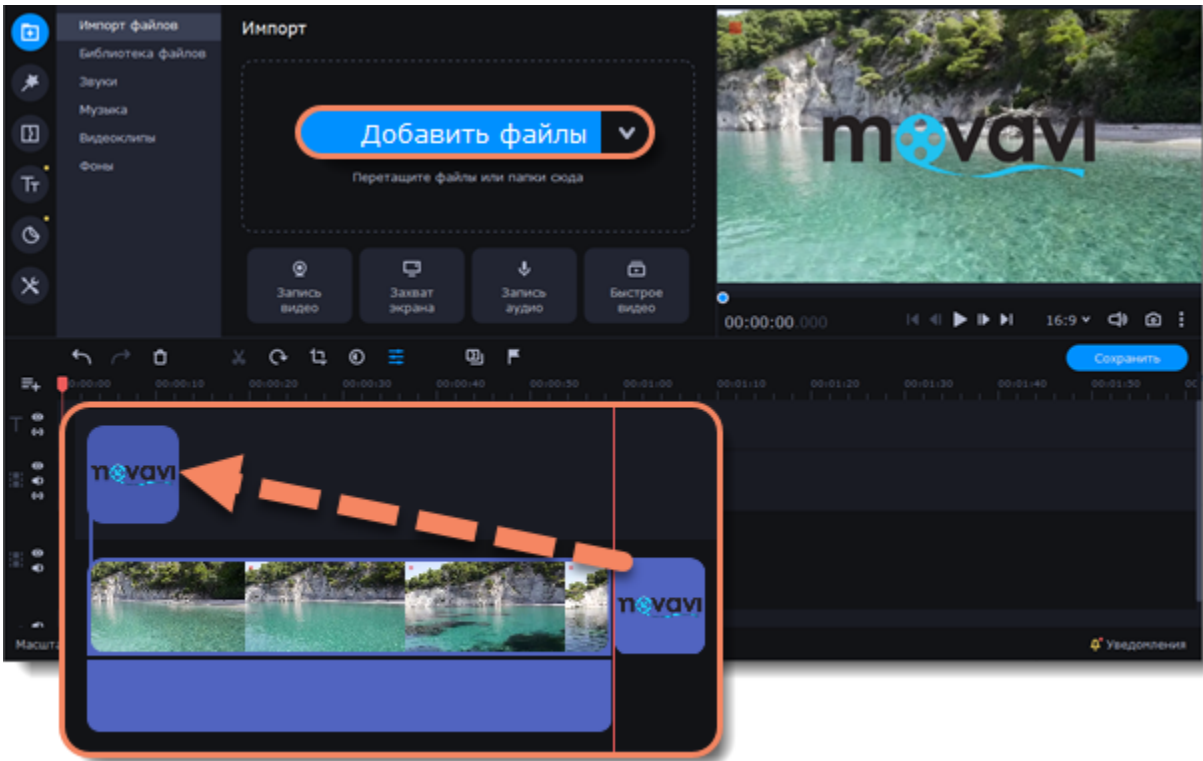 Импорт файлов
Библиотека файлов
Звуки
Музыка
Видеоклипы
Фоны
Импорт
Добавить файлы
Перетащите файлы или папки сюда
Запись
видео
Захват
экрана
Запись
аудио
Быстрое
видео
movavi
00:00:00.000
16:9
Сохранить
0:00:00 00:00:10 00:00:20 00:00:30 00:00:40 00:00:50 00:01:00 00:01:10 00:01:20 00:01:30 00:01:40 00:01:50 00
movavi
movavi
Масшта
Уведомления